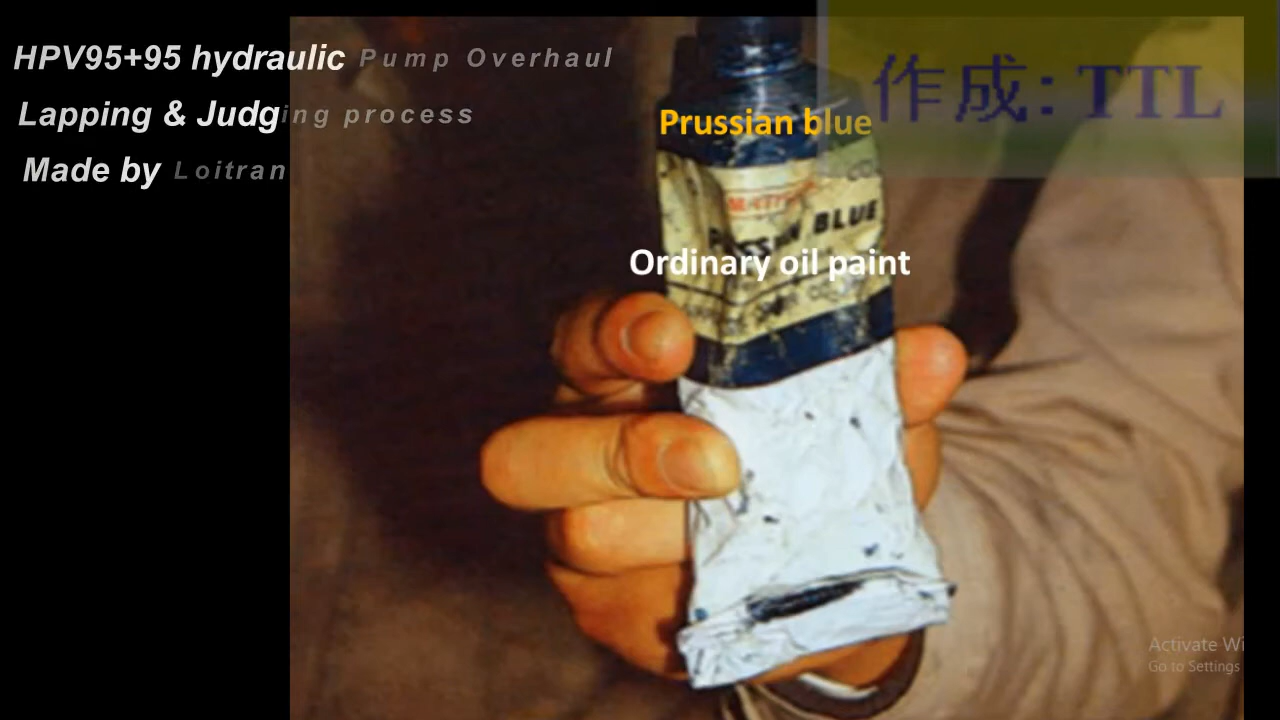 HPV95+95 hydraulic Pump Overhaul
Lapping & Judging process
Made by Loitran
作成: TTL
Prussian blue
BLUE
Ordinary oil paint
Activate Wi
Go to Settings